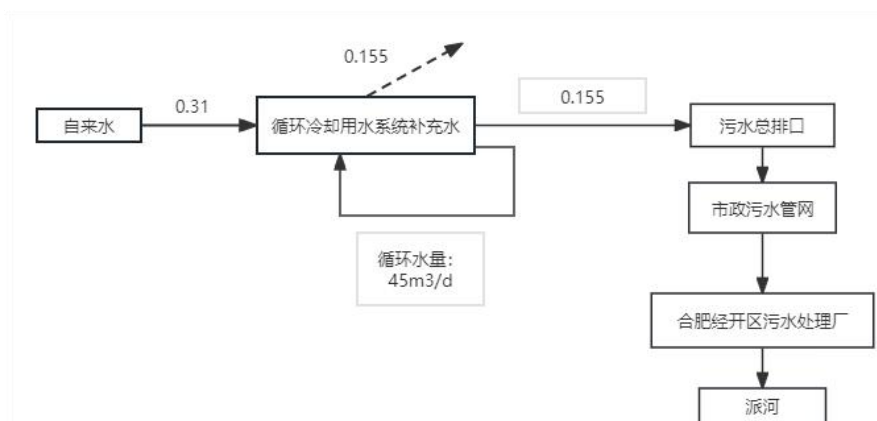 0.155
0.155
0.31
自来水
循环冷却用水系统补充水
污水总排口
市政污水管网
循环水量：
45m3/d
合肥经开区污水处理厂
派河